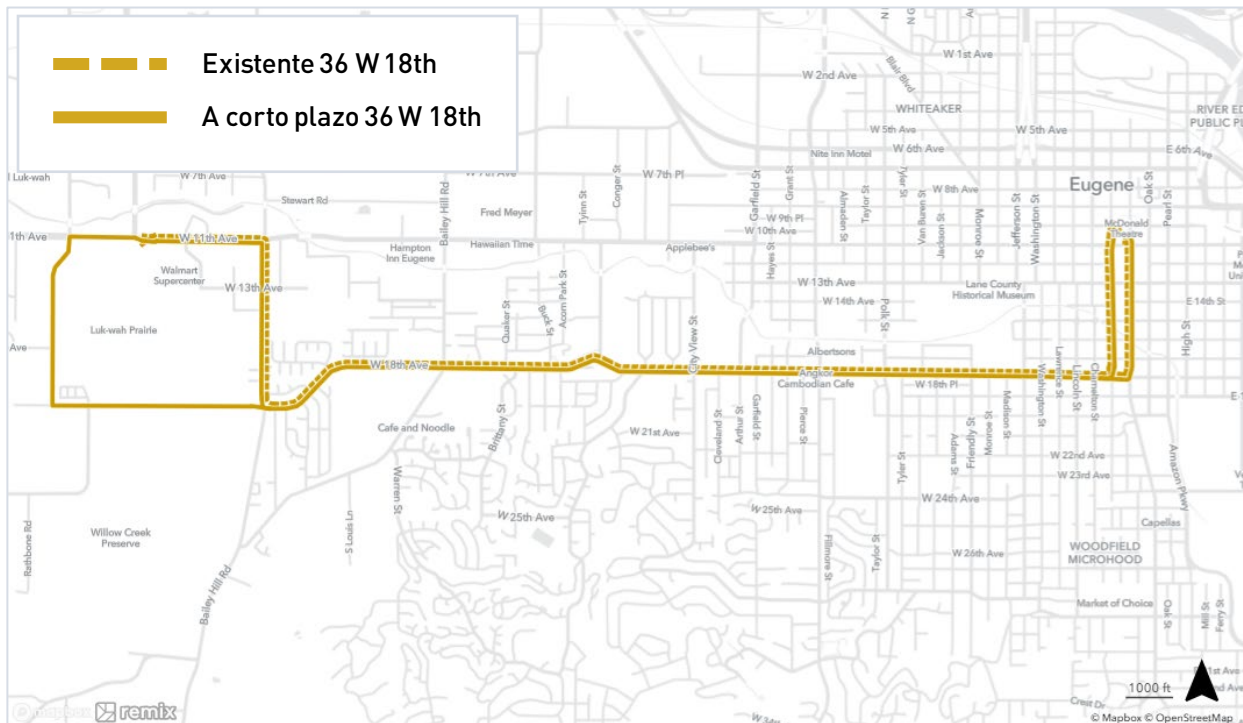 Existente 36 W 18th
A corto plazo 36 W 18th
W 1st Ave
W 2nd Ave
Blair Blvd
WHITEAKER
RIVER
PUBLIC
W 5th Ave
W 5th Ave
W 6th Ave
E 6th Ave
Nite Inn Motel
Luk-wah
W 7th Ave
W 7th Pl
Stewart Rd
Fred Meyer
Tyinn St
Conger St
Bailey Hill Rd
Garfield St
Grant St
Almaden St
Taylor St
Tyler St
W 8th Ave
Van Buren St
Jackson St
Monroe St
Jefferson St
Washington St
Eugene
Oak St
Pearl St
McDonald
Theatre
W 9th Pl
W 10th Ave
W 11th Ave
Hampton
Inn Eugene
Hawaiian Time
Applebee's
Hayes St
Walmart
Supercenter
W 13th Ave
W 13th Ave
W 14th Ave
Lane County
Historical Museum
E 14th St
Luk-wah Prairie
Quaker St
Buck St
Acorn Park St
City View St
Polk St
High St
Ave
Albertsons
W 18th Ave
Angkor
Cambodian Cafe
W 18th Pl
Washington St
Lawrence St
Lincoln St
Charnelton St
Cafe and Noodle
Brittany St
W 21st Ave
Cleveland St
Arthur St
Garfield St
Pierce St
Tyler St
Adams St
Friendly St
Monroe St
Madison St
W 22nd Ave
W 23rd Ave
Amazon Pkwy
Warren St
W 24th Ave
W 25th Ave
W 25th Ave
Rathbone Rd
Willow Creek
Preserve
S Louis Ln
Bailey Hill Rd
Fillmore St
Taylor St
W 26th Ave
Capellas
WOODFIELD
MICROHOOD
Market of Choice
Oak St
Mill St
Ferry St
1000 ft
Crest Dr
mapbox remix
© Mapbox © OpenStreetMap